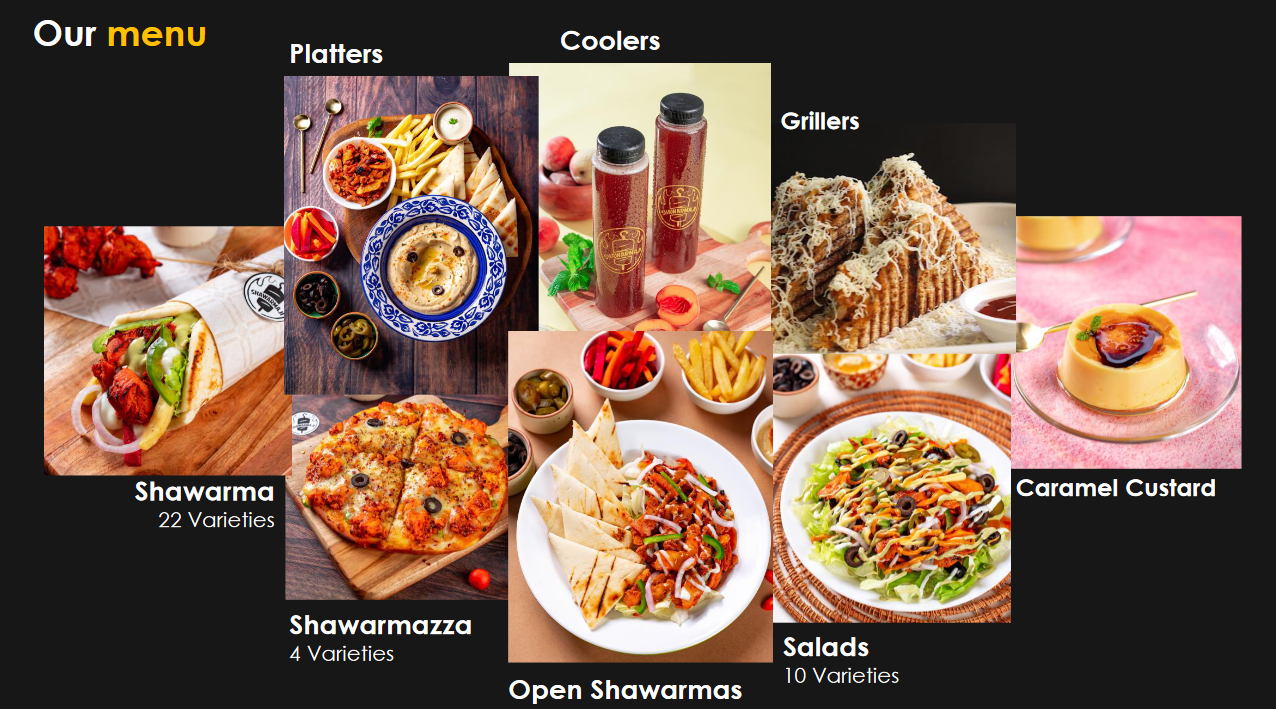 Our menu
Platters
Coolers
Grillers
Shawarma
22 Varieties
Caramel Custard
Shawarmazza
4 Varieties
Salads
10 Varieties
Open Shawarmas